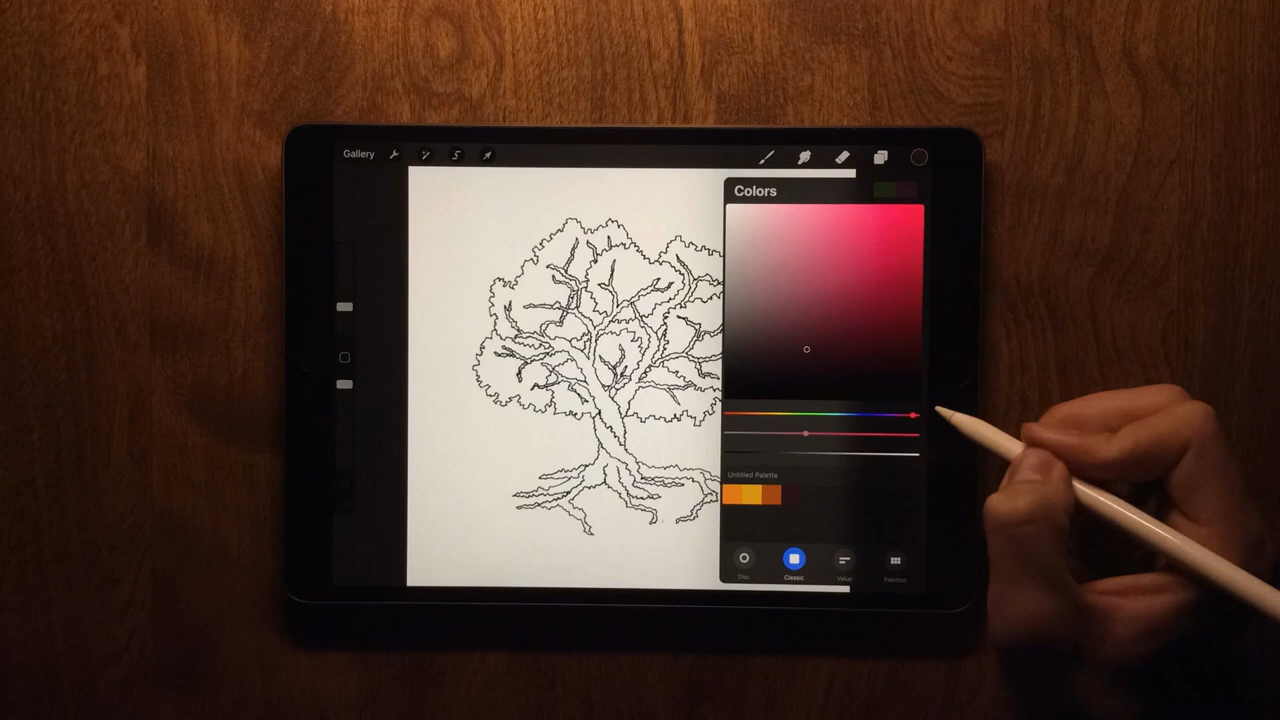 Gallery
Colors
Untitled Palette
Disc
Classic
Value
Palettes